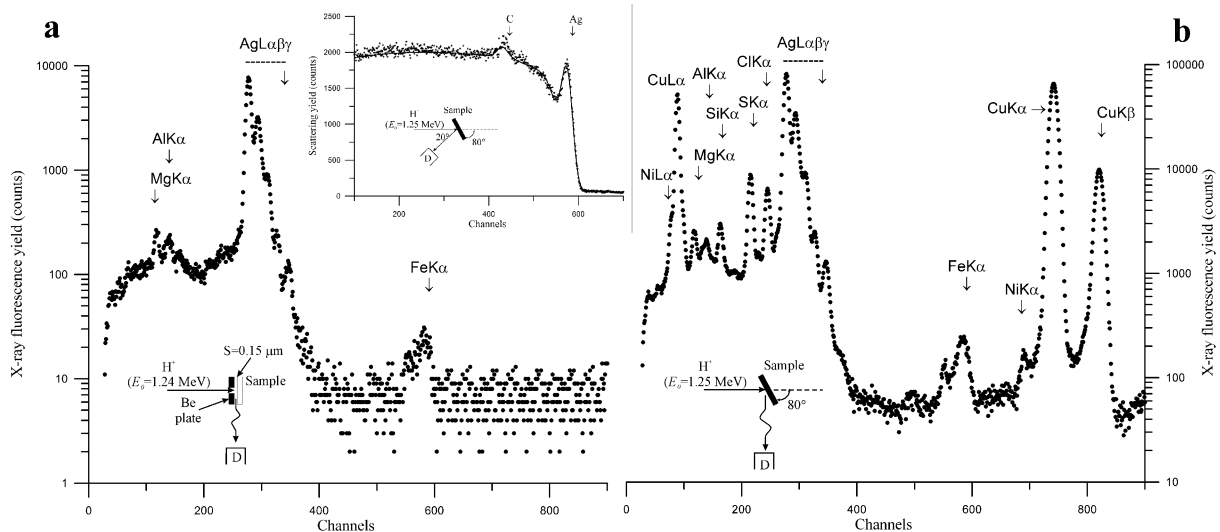 a
AgLαβγ
AlKα
MgKα
FeKα
X-ray fluorescence yield (counts)
10000
1000
100
10
1
0
200
400
600
800
Channels
S=0.15 μm
H⁺
(E₀=1.24 MeV)
Sample
Be
plate
D
Scattering yield (counts)
2500
2250
2000
1500
1000
500
0
200
400
600
Channels
C
Ag
H⁺
(E₀=1.25 MeV)
Sample
20°
80°
D
b
AgLαβγ
ClKα
CuLα
AlKα
SiKα
SKα
MgKα
NiLα
CuKα
CuKβ
FeKα
NiKα
H⁺
(E₀=1.25 MeV)
Sample
80°
D
0
200
400
600
800
Channels
100000
10000
1000
100
10
X-ray fluorescence yield (counts)